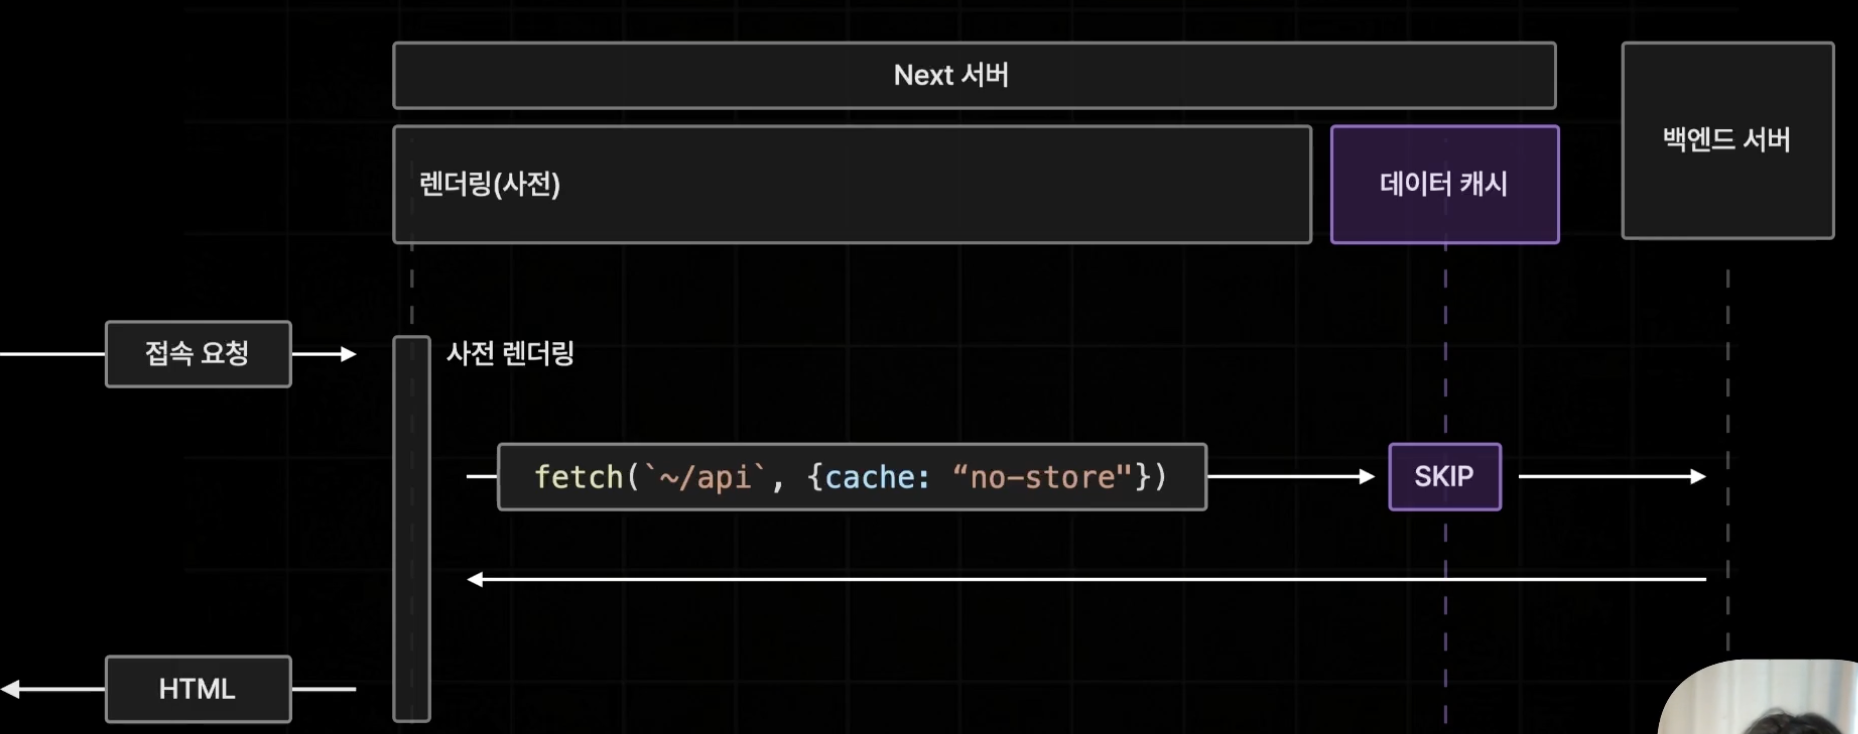 Next 서버
백엔드 서버
렌더링(사전)
데이터 캐시
접속 요청
사전 렌더링
fetch(`~/api`, {cache: “no-store"})
SKIP
HTML